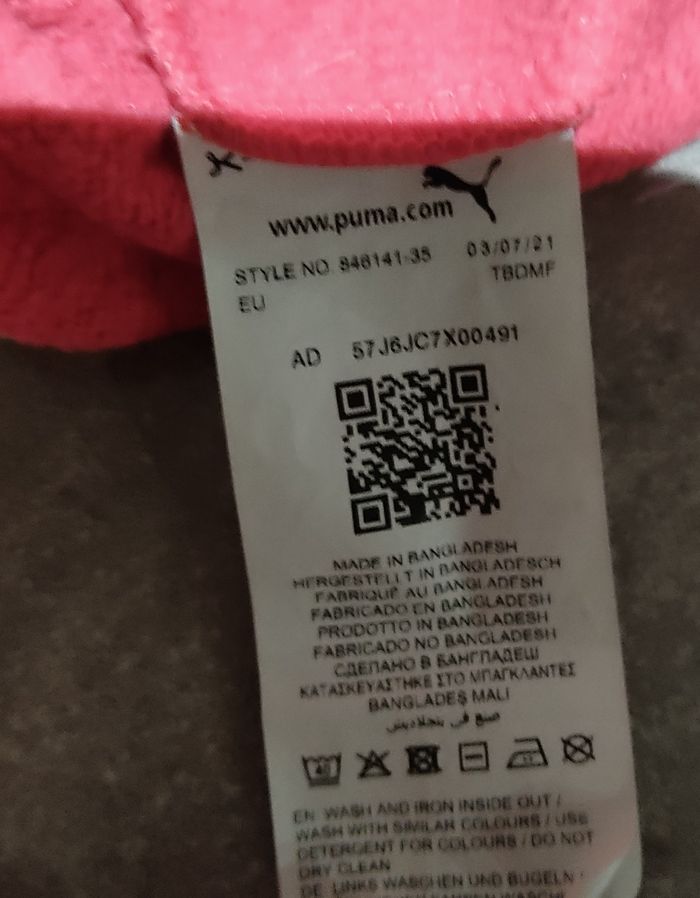 www.puma.com
STYLE NO. 846141-35 03/07/21
EU TBDMF
AD 57J6JC7X00491
MADE IN BANGLADESH
HERGESTELLT IN BANGLADESCH
FABRIQUÉ AU BANGLADESH
FABRICADO EN BANGLADESH
PRODOTTO IN BANGLADESH
FABRICADO NO BANGLADESH
СДЕЛАНО В БАНГЛАДЕШ
ΚΑΤΑΣΚΕΥΑΣΤΗΚΕ ΣΤΟ ΜΠΑΓΚΛΑΝΤΕΣ
BANGLADEŞ MALI
صنع في بنجلاديش
40
EN: WASH AND IRON INSIDE OUT /
WASH WITH SIMILAR COLOURS / USE
DETERGENT FOR COLOURS / DO NOT
DRY CLEAN
DE: LINKS WASCHEN UND BÜGELN /